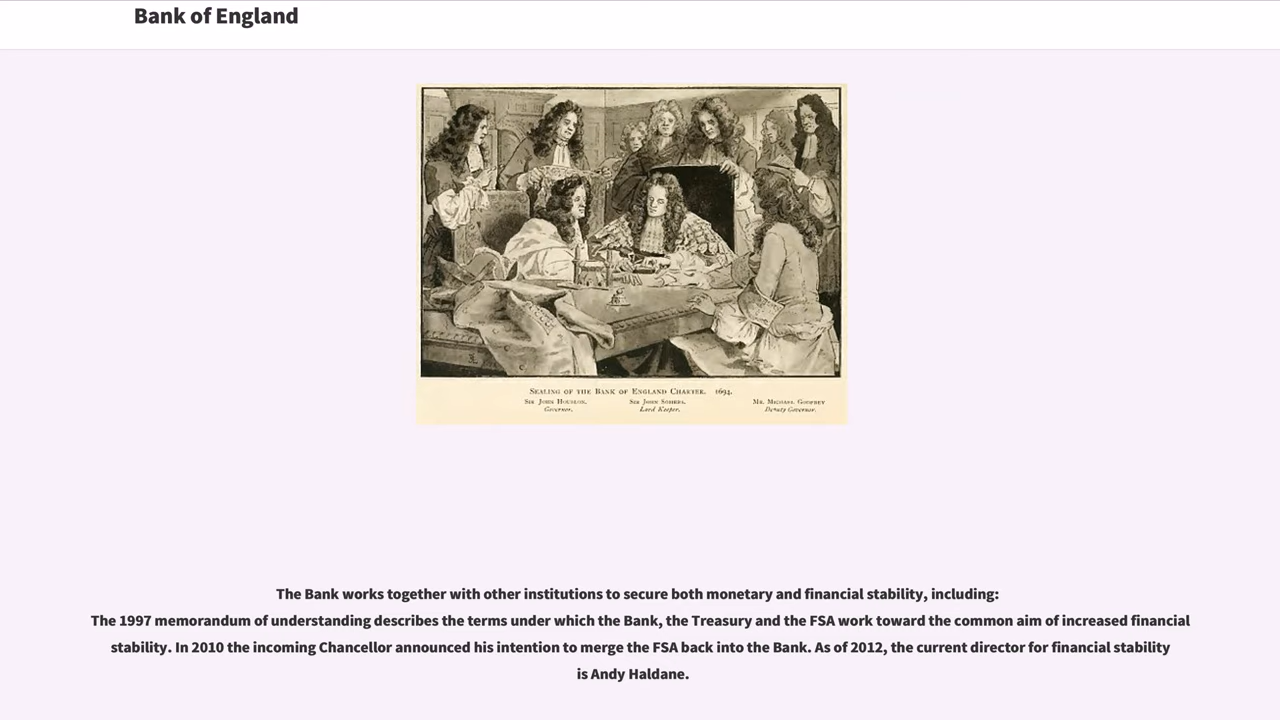 Bank of England
Sealing of the Bank of England Charter. 1694.
Sir John Houblon, Sir John Somers, Mr. Michael Godfrey
Governor. Lord Keeper. Deputy Governor.
The Bank works together with other institutions to secure both monetary and financial stability, including:
The 1997 memorandum of understanding describes the terms under which the Bank, the Treasury and the FSA work toward the common aim of increased financial
stability. In 2010 the incoming Chancellor announced his intention to merge the FSA back into the Bank. As of 2012, the current director for financial stability
is Andy Haldane.